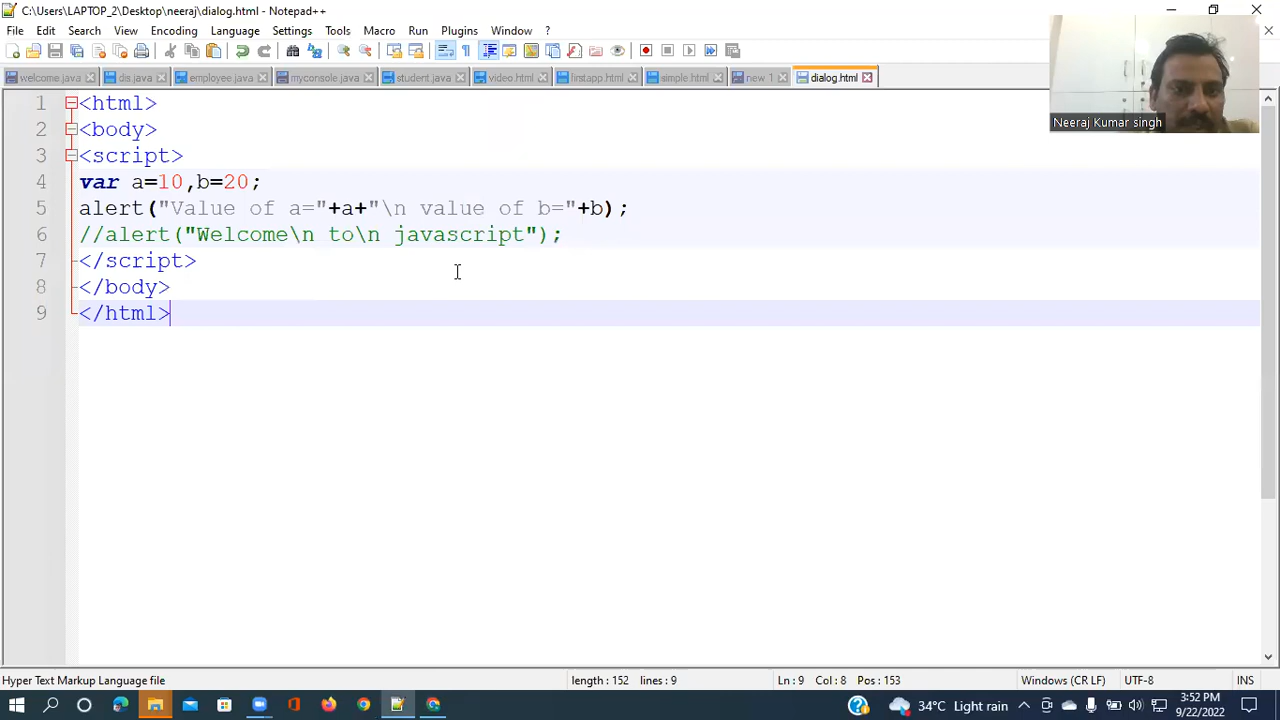 C:\Users\LAPTOP_2\Desktop\neeraj\dialog.html - Notepad++
File Edit Search View Encoding Language Settings Tools Macro Run Plugins Window ?
welcome.java dis.java employee.java myconsole.java student.java video.html firstapp.html simple.html new 1 dialog.html
Neeraj Kumar singh
1 <html>
2 <body>
3 <script>
4 var a=10,b=20;
5 alert("Value of a="+a+"\n value of b="+b);
6 //alert("Welcome\n to\n javascript");
7 </script>
8 </body>
9 </html>
Hyper Text Markup Language file length : 152 lines : 9 Ln : 9 Col : 8 Pos : 153 Windows (CR LF) UTF-8 INS
34°C Light rain
3:52 PM
9/22/2022